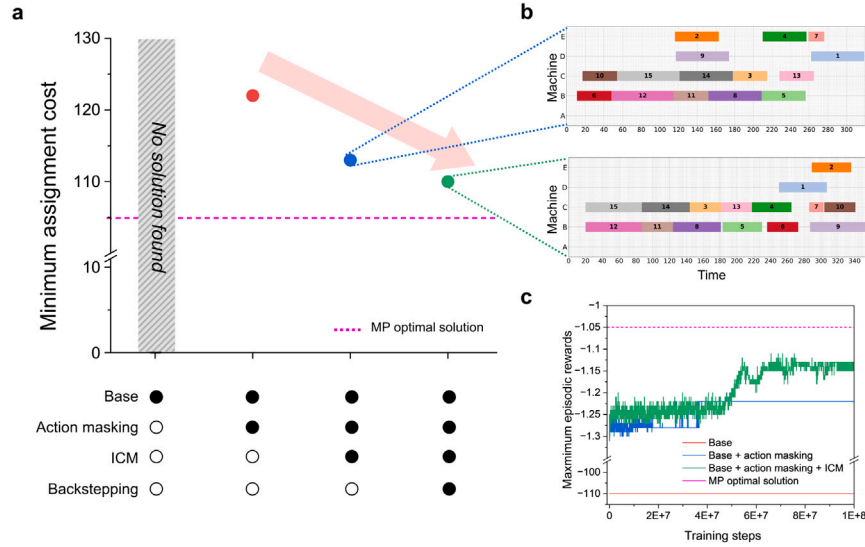 a
Minimum assignment cost
130
120
110
10
0
No solution found
MP optimal solution
Base
Action masking
ICM
Backstepping
b
Machine
E
D
C
B
A
2
4
7
9
1
10
15
14
3
13
6
12
11
8
5
0 20 40 60 80 100 120 140 160 180 200 220 240 260 280 300 320
Machine
E
D
C
B
A
2
1
15
14
3
13
4
7
10
12
11
8
5
6
9
0 20 40 60 80 100 120 140 160 180 200 220 240 260 280 300 320 340
Time
c
Maxmimum episodic rewards
−1
−1.05
−1.1
−1.15
−1.2
−1.25
−1.3
−100
−110
Base
Base + action masking
Base + action masking + ICM
MP optimal solution
0 2E+7 4E+7 6E+7 8E+7 1E+8
Training steps